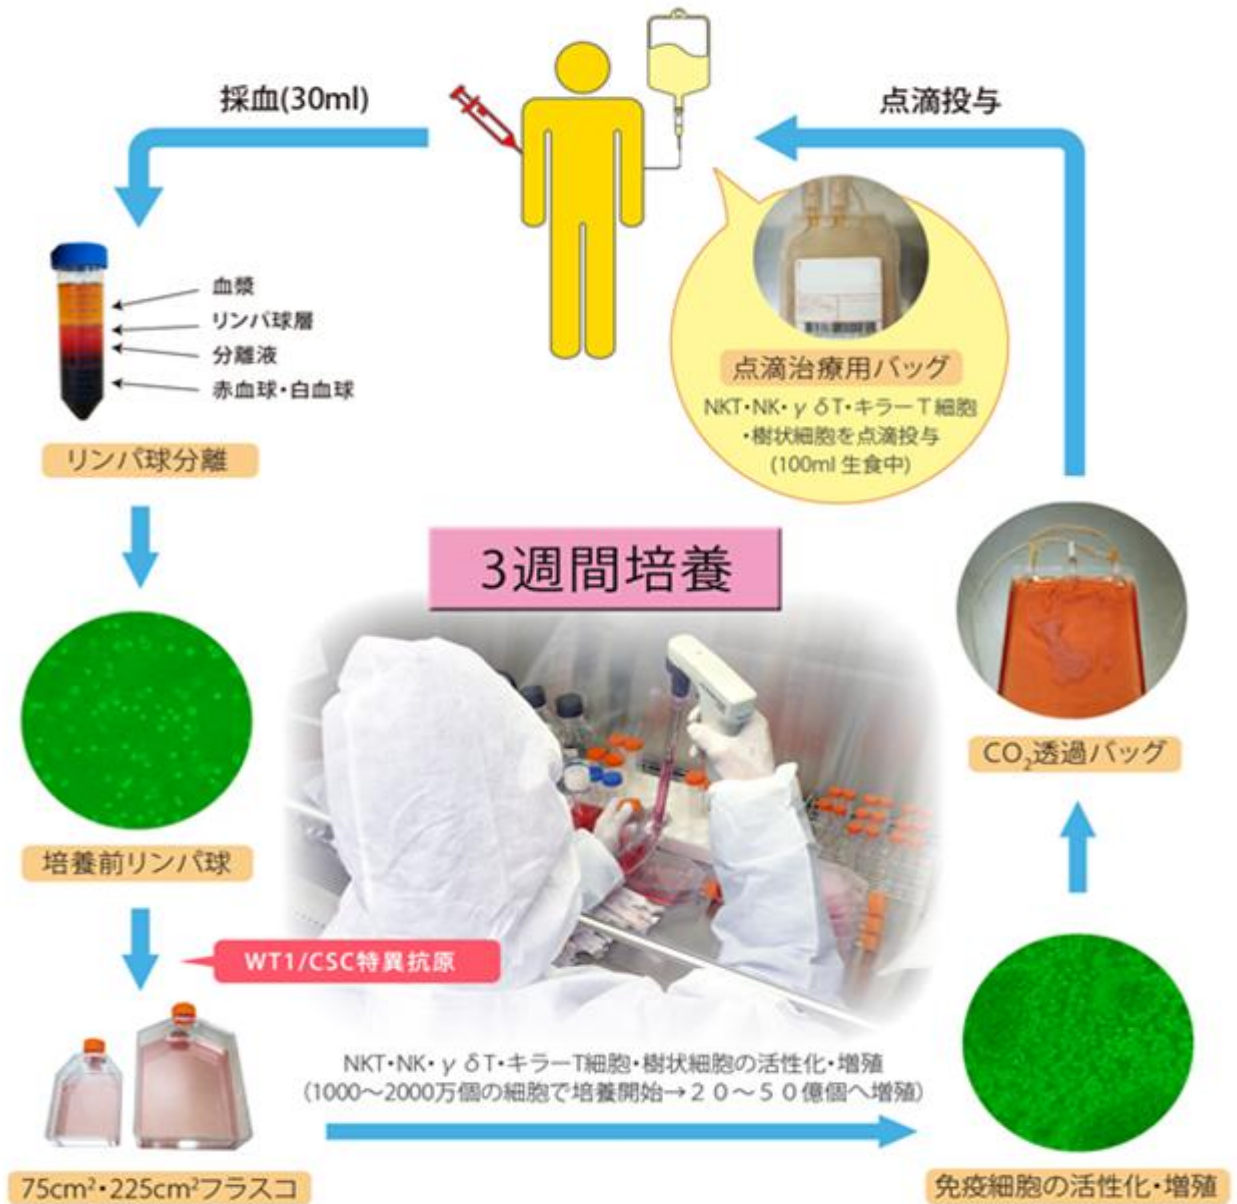 採血(30ml)
点滴投与
血漿
リンパ球層
分離液
赤血球・白血球
リンパ球分離
点滴治療用バッグ
NKT・NK・γδT・キラーT細胞
・樹状細胞を点滴投与
(100ml 生食中)
3週間培養
培養前リンパ球
CO₂透過バッグ
WT1/CSC特異抗原
NKT・NK・γδT・キラーT細胞・樹状細胞の活性化・増殖
(1000～2000万個の細胞で培養開始→20～50億個へ増殖)
75cm²・225cm²フラスコ
免疫細胞の活性化・増殖